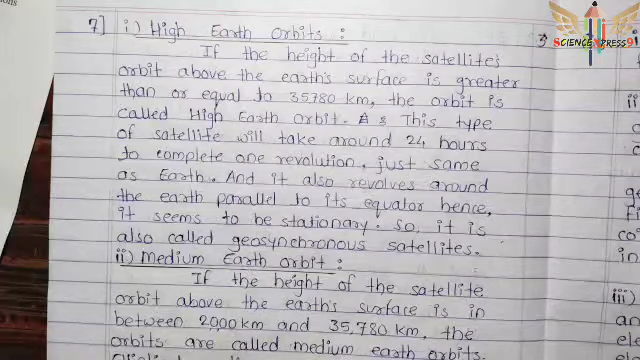 SCIENCEXPRESS91
7] i) High Earth Orbits :
If the height of the satellite's
orbit above the earth's surface is greater
than or equal to 35780 km, the orbit is
called High Earth orbit. A s This type
of satellite will take around 24 hours
to complete one revolution, just same
as Earth. And it also revolves around
the earth parallel to its equator hence,
it seems to be stationary. So, it is
also called geosynchronous satellites.
ii) Medium Earth orbit :
If the height of the satellite
orbit above the earth's surface is in
between 2000 km and 35,780 km, the
orbits are called medium earth orbits.
ii
iii)
an
in